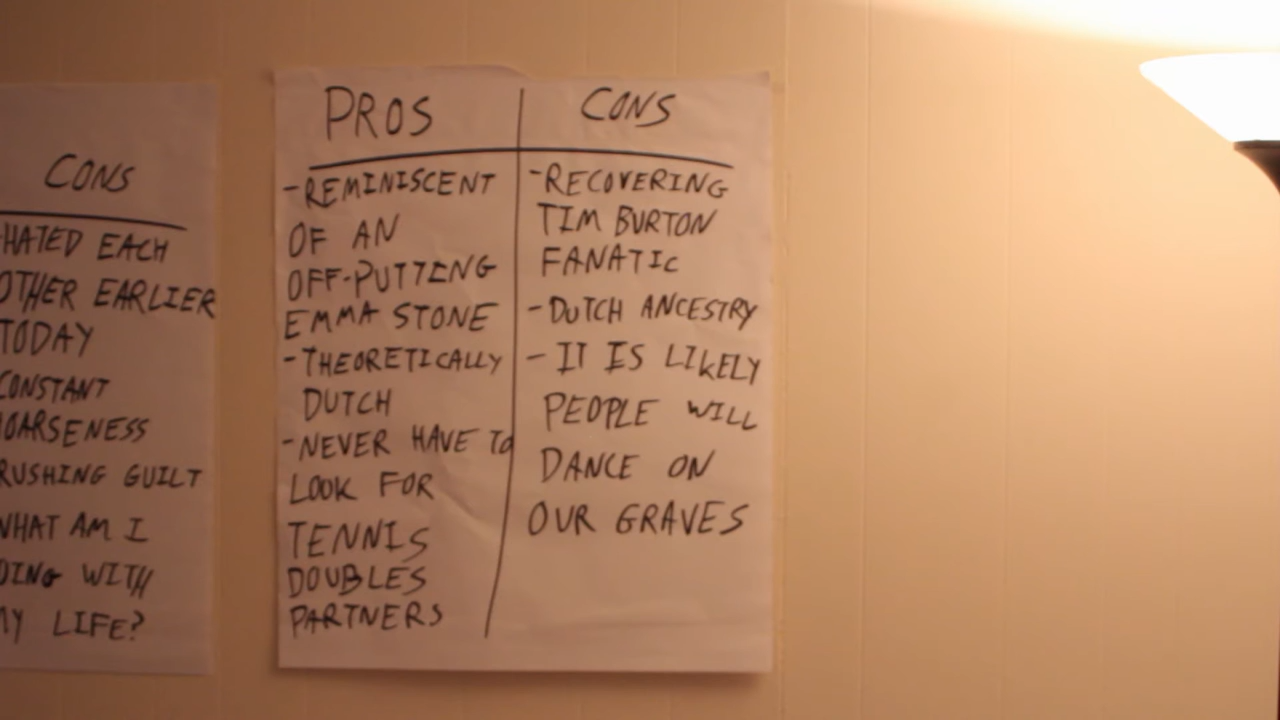 CONS
HATED EACH
OTHER EARLIER
TODAY
CONSTANT
HOARSENESS
CRUSHING GUILT
WHAT AM I
DOING WITH
MY LIFE?
PROS
-REMINISCENT
OF AN
OFF-PUTTING
EMMA STONE
-THEORETICALLY
DUTCH
-NEVER HAVE TO
LOOK FOR
TENNIS
DOUBLES
PARTNERS
CONS
-RECOVERING
TIM BURTON
FANATIC
-DUTCH ANCESTRY
- IT IS LIKELY
PEOPLE WILL
DANCE ON
OUR GRAVES